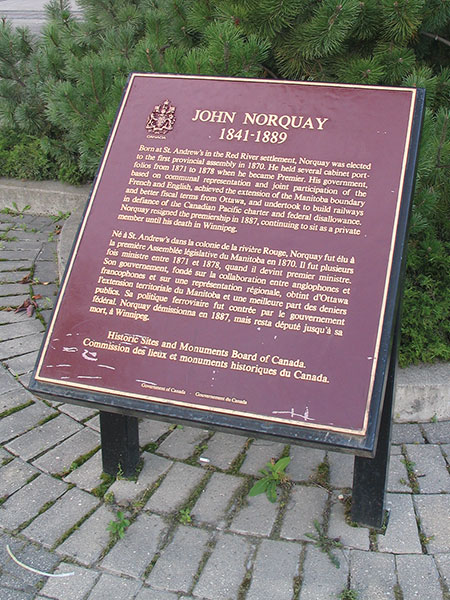 CANADA
JOHN NORQUAY
1841-1889
Born at St. Andrew's in the Red River settlement, Norquay was elected
to the first provincial assembly in 1870. He held several cabinet port-
folios from 1871 to 1878 when he became Premier. His government,
based on communal representation and joint participation of the
French and English, achieved the extension of the Manitoba boundary
and better fiscal terms from Ottawa, and undertook to build railways
in defiance of the Canadian Pacific charter and federal disallowance.
Norquay resigned the premiership in 1887, continuing to sit as a private
member until his death in Winnipeg.
Né à St. Andrew's dans la colonie de la rivière Rouge, Norquay fut élu à
la première Assemblée législative du Manitoba en 1870. Il fut plusieurs
fois ministre entre 1871 et 1878, quand il devint premier ministre.
Son gouvernement, fondé sur la collaboration entre anglophones et
francophones et sur une représentation régionale, obtint d'Ottawa
l'extension territoriale du Manitoba et une meilleure part des deniers
publics. Sa politique ferroviaire fut contrée par le gouvernement
fédéral. Norquay démissionna en 1887, mais resta député jusqu'à sa
mort, à Winnipeg.
Historic Sites and Monuments Board of Canada.
Commission des lieux et monuments historiques du Canada.
Government of Canada - Gouvernement du Canada